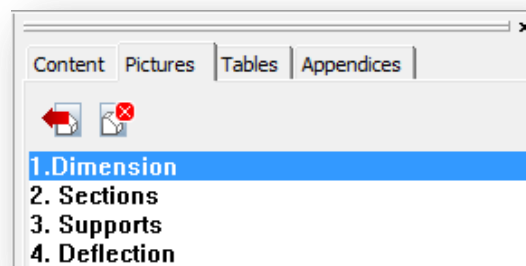 Content Pictures Tables Appendices
1.Dimension
2. Sections
3. Supports
4. Deflection